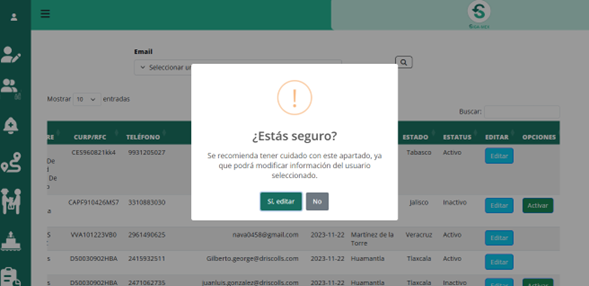 Email
Seleccionar un
Mostrar 10 entradas
Buscar:
CURP/RFC TELÉFONO ESTADO ESTATUS EDITAR OPCIONES
CES960821kk4 9931205027 Tabasco Activo Editar
CAPF910426MS7 3310883030 Jalisco Inactivo Editar Activar
VVA101223VB0 2961490625 nava0458@gmail.com 2023-11-22 Martínez de la Torre Veracruz Activo Editar
DS00030902HBA 2415932511 Gilberto.george@driscolls.com 2023-11-22 Huamantla Tlaxcala Activo Editar
DS00030902HBA 2471062735 juanluis.gonzalez@driscolls.com 2023-11-22 Huamantla Tlaxcala Inactivo Editar Activar
¿Estás seguro?
Se recomienda tener cuidado con este apartado, ya
que podrá modificar información del usuario
seleccionado.
Sí, editar No